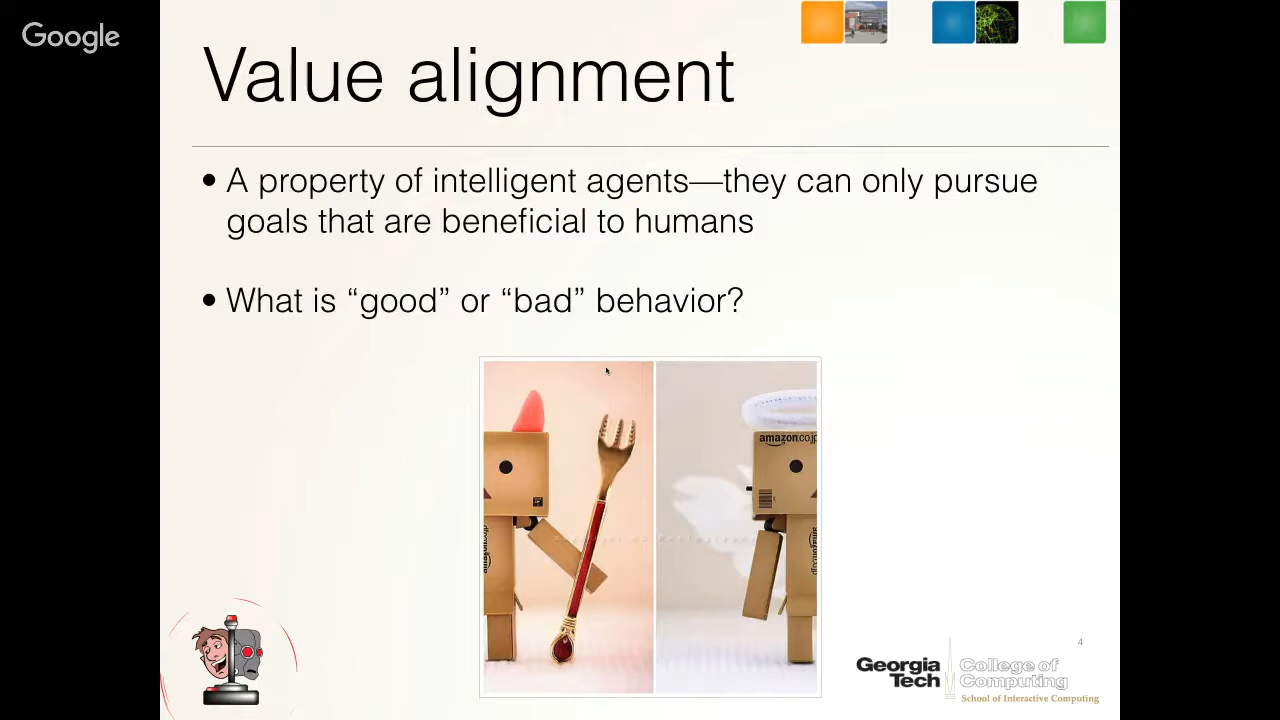 Google
Value alignment
• A property of intelligent agents—they can only pursue
goals that are beneficial to humans
• What is “good” or “bad” behavior?
amazon.co.jp
4
Georgia
Tech
College of
Computing
School of Interactive Computing